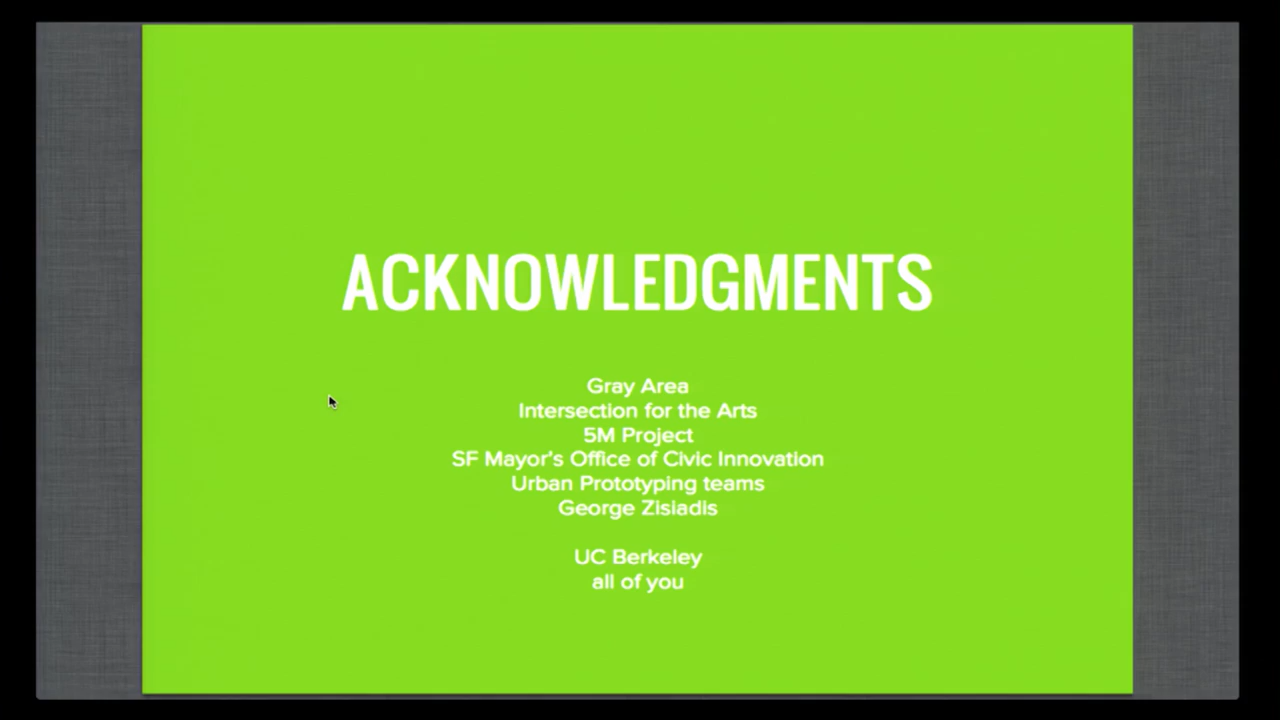 ACKNOWLEDGMENTS
Gray Area
Intersection for the Arts
5M Project
SF Mayor's Office of Civic Innovation
Urban Prototyping teams
George Zisiadis
UC Berkeley
all of you